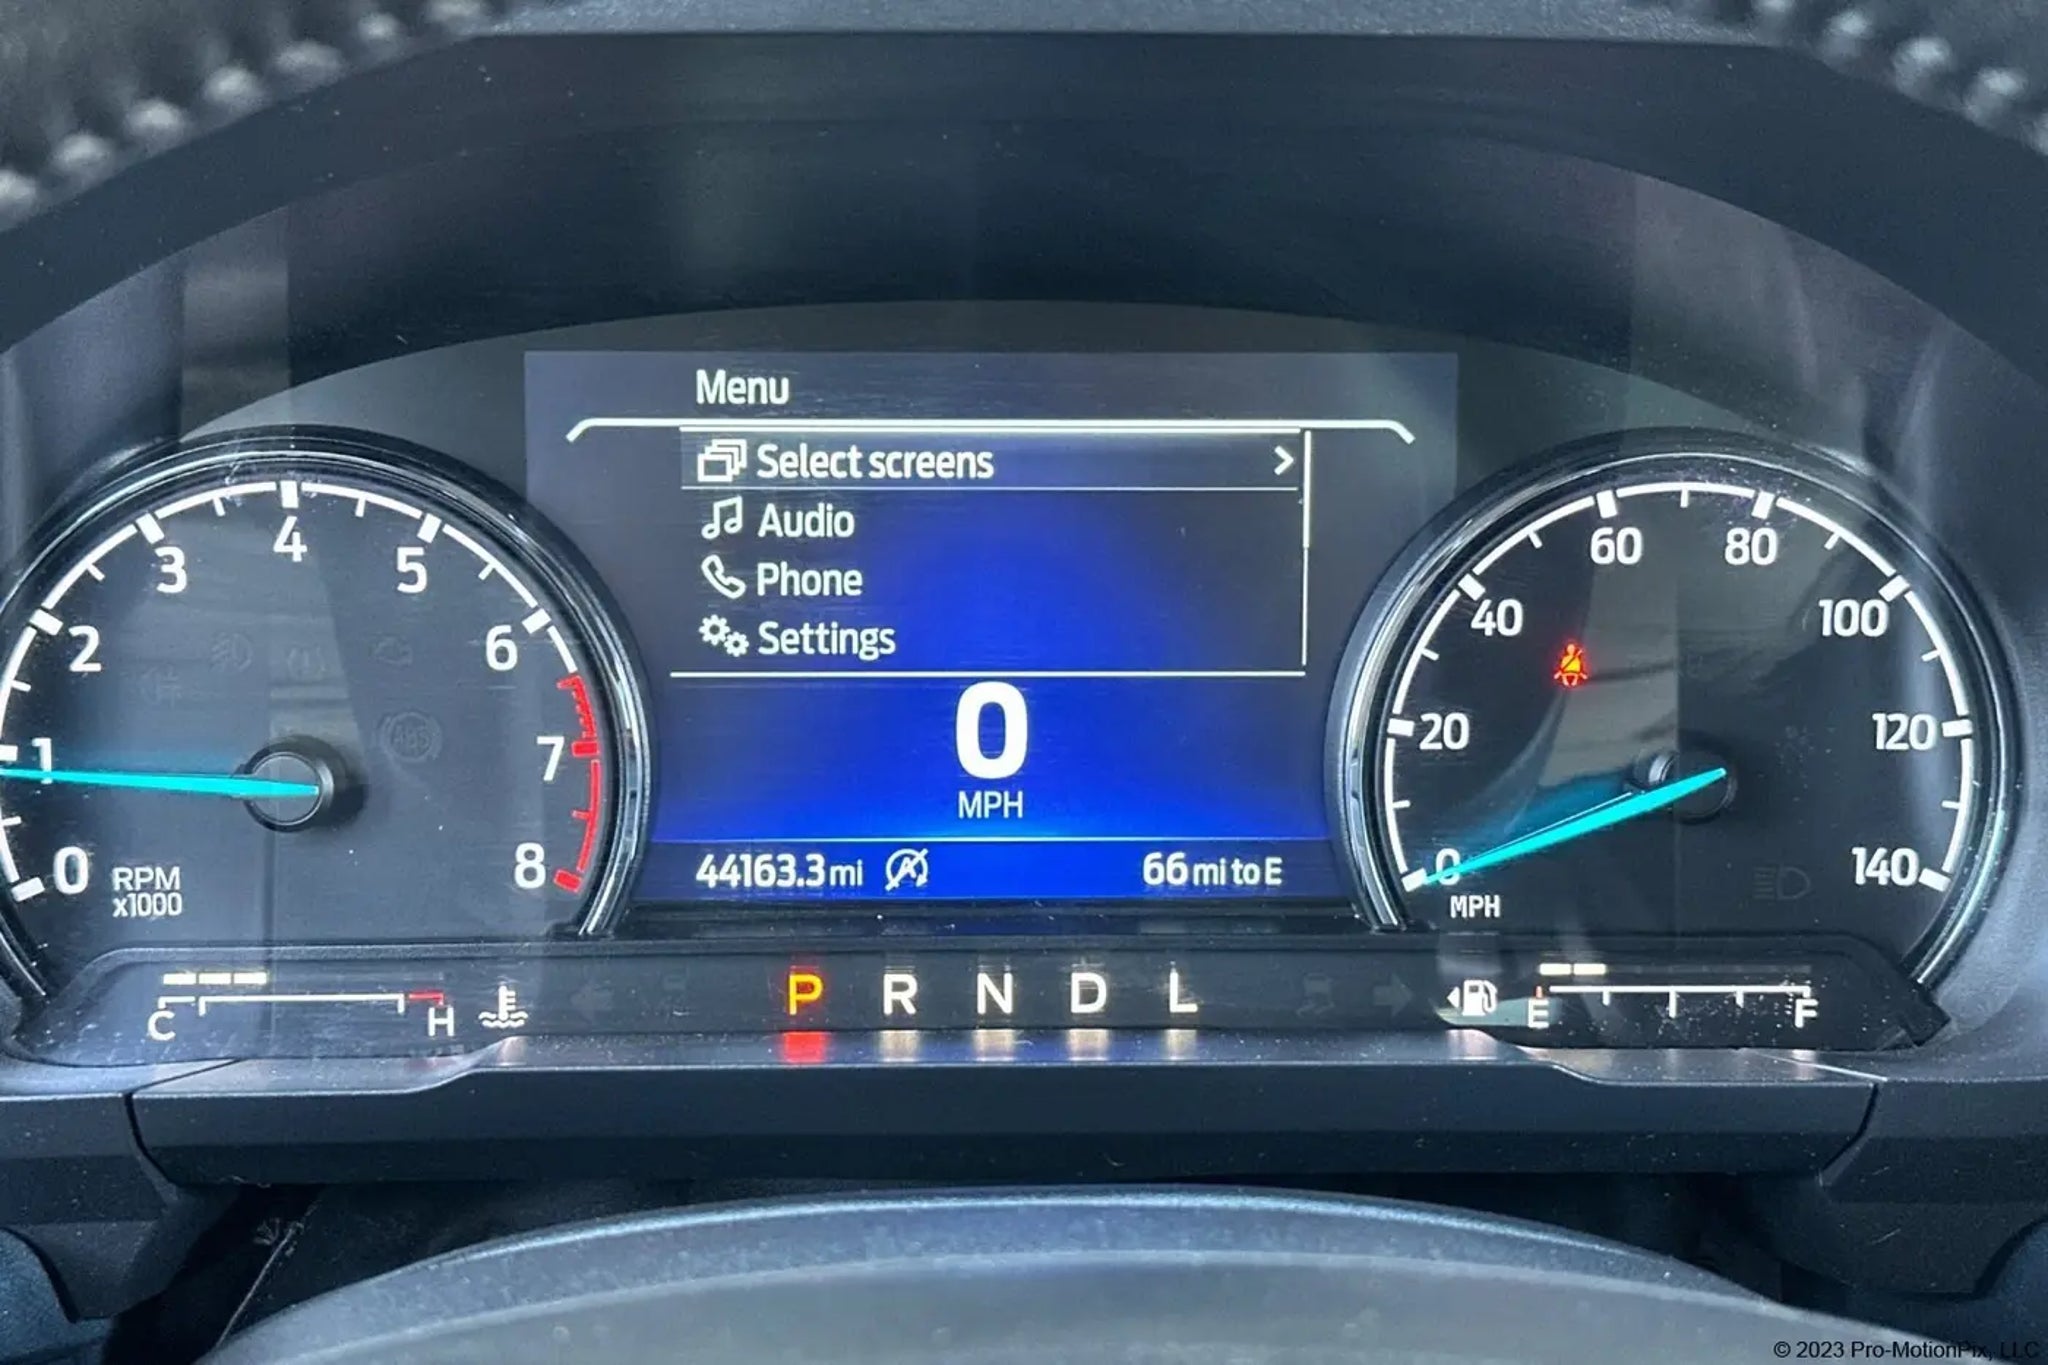 Menu
Select screens >
Audio
Phone
Settings
0
MPH
44163.3 mi
66 mi to E
0 1 2 3 4 5 6 7 8
RPM
x1000
0 20 40 60 80 100 120 140
MPH
C H
P R N D L
E F
© 2023 Pro-MotionPix, LLC